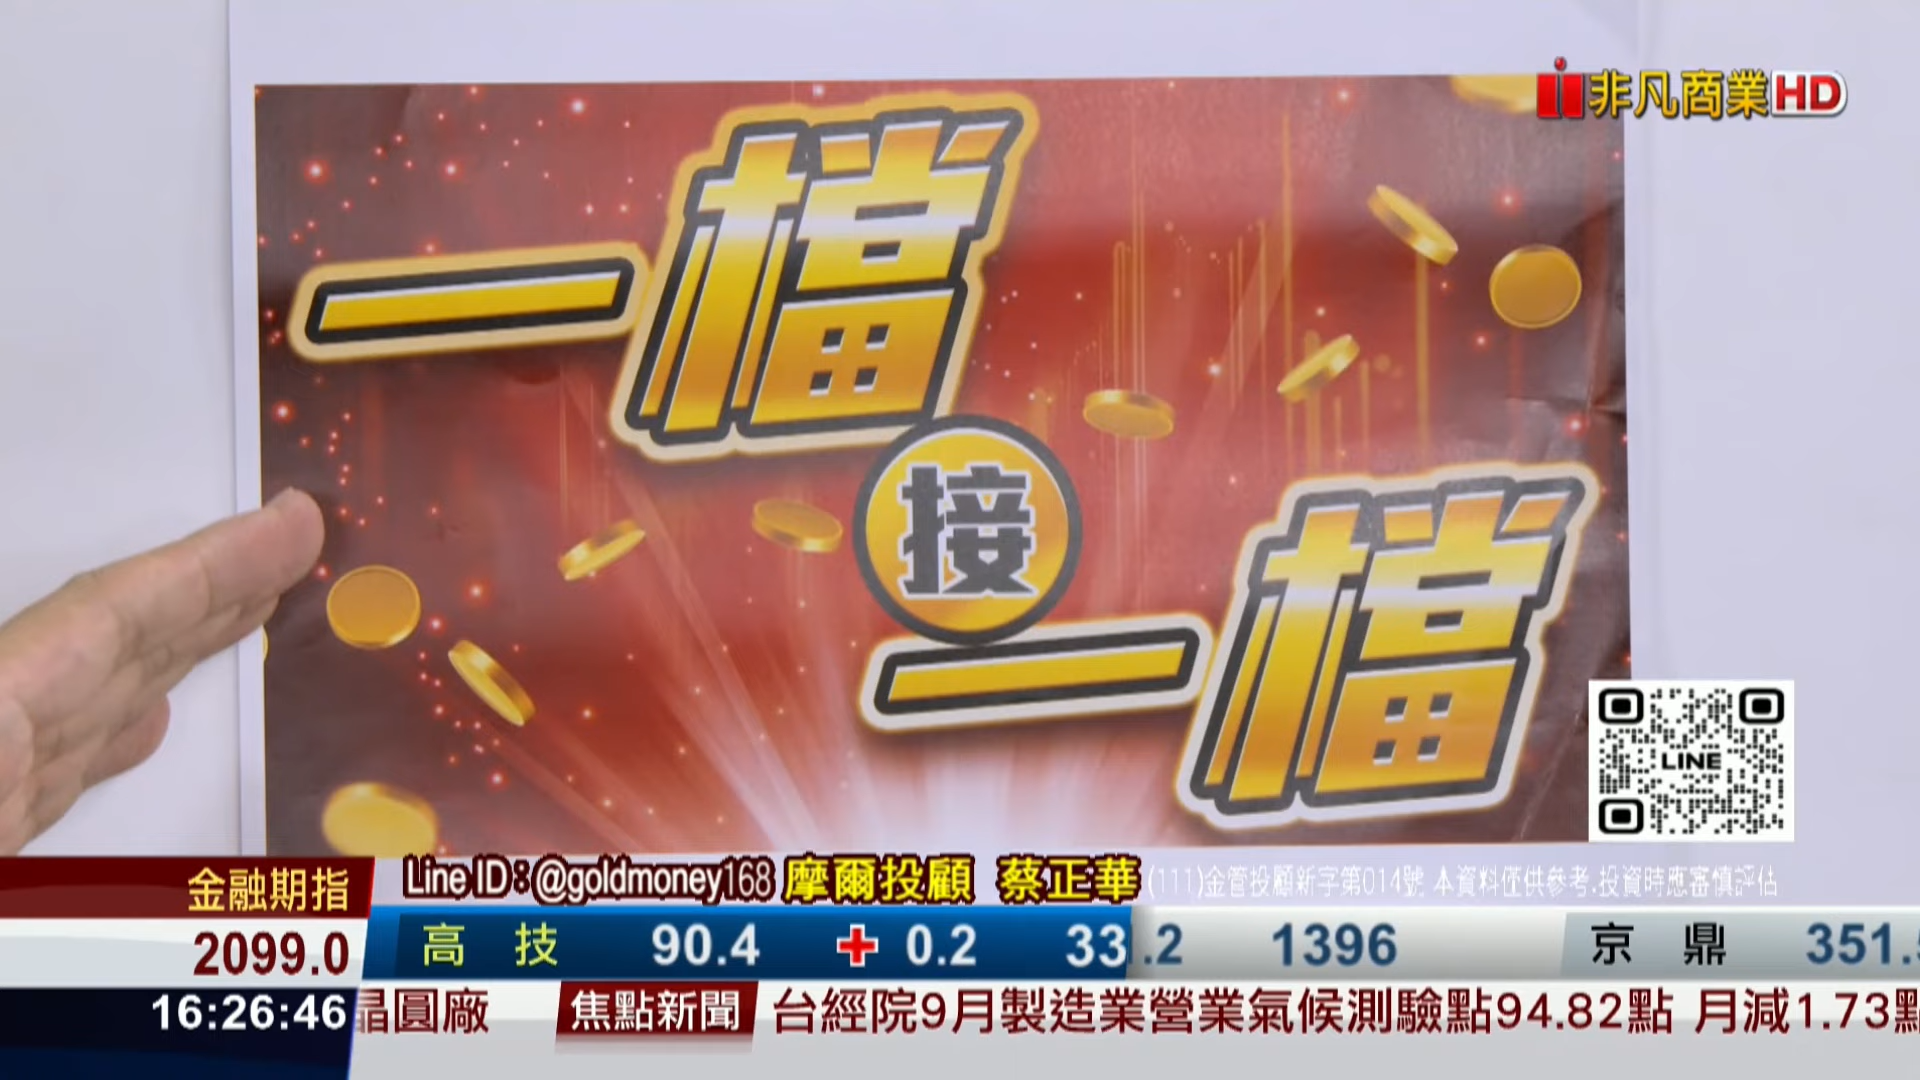 非凡商業HD
一檔
接
一檔
LINE
Line ID：@goldmoney168 摩爾投顧 蔡正華 (111)金管投顧新字第014號 本資料僅供參考.投資時應審慎評估
金融期指
2099.0
高技 90.4 + 0.2 33.2 1396 京鼎 351.5
16:26:46
晶圓廠 焦點新聞 台經院9月製造業營業氣候測驗點94.82點 月減1.73點